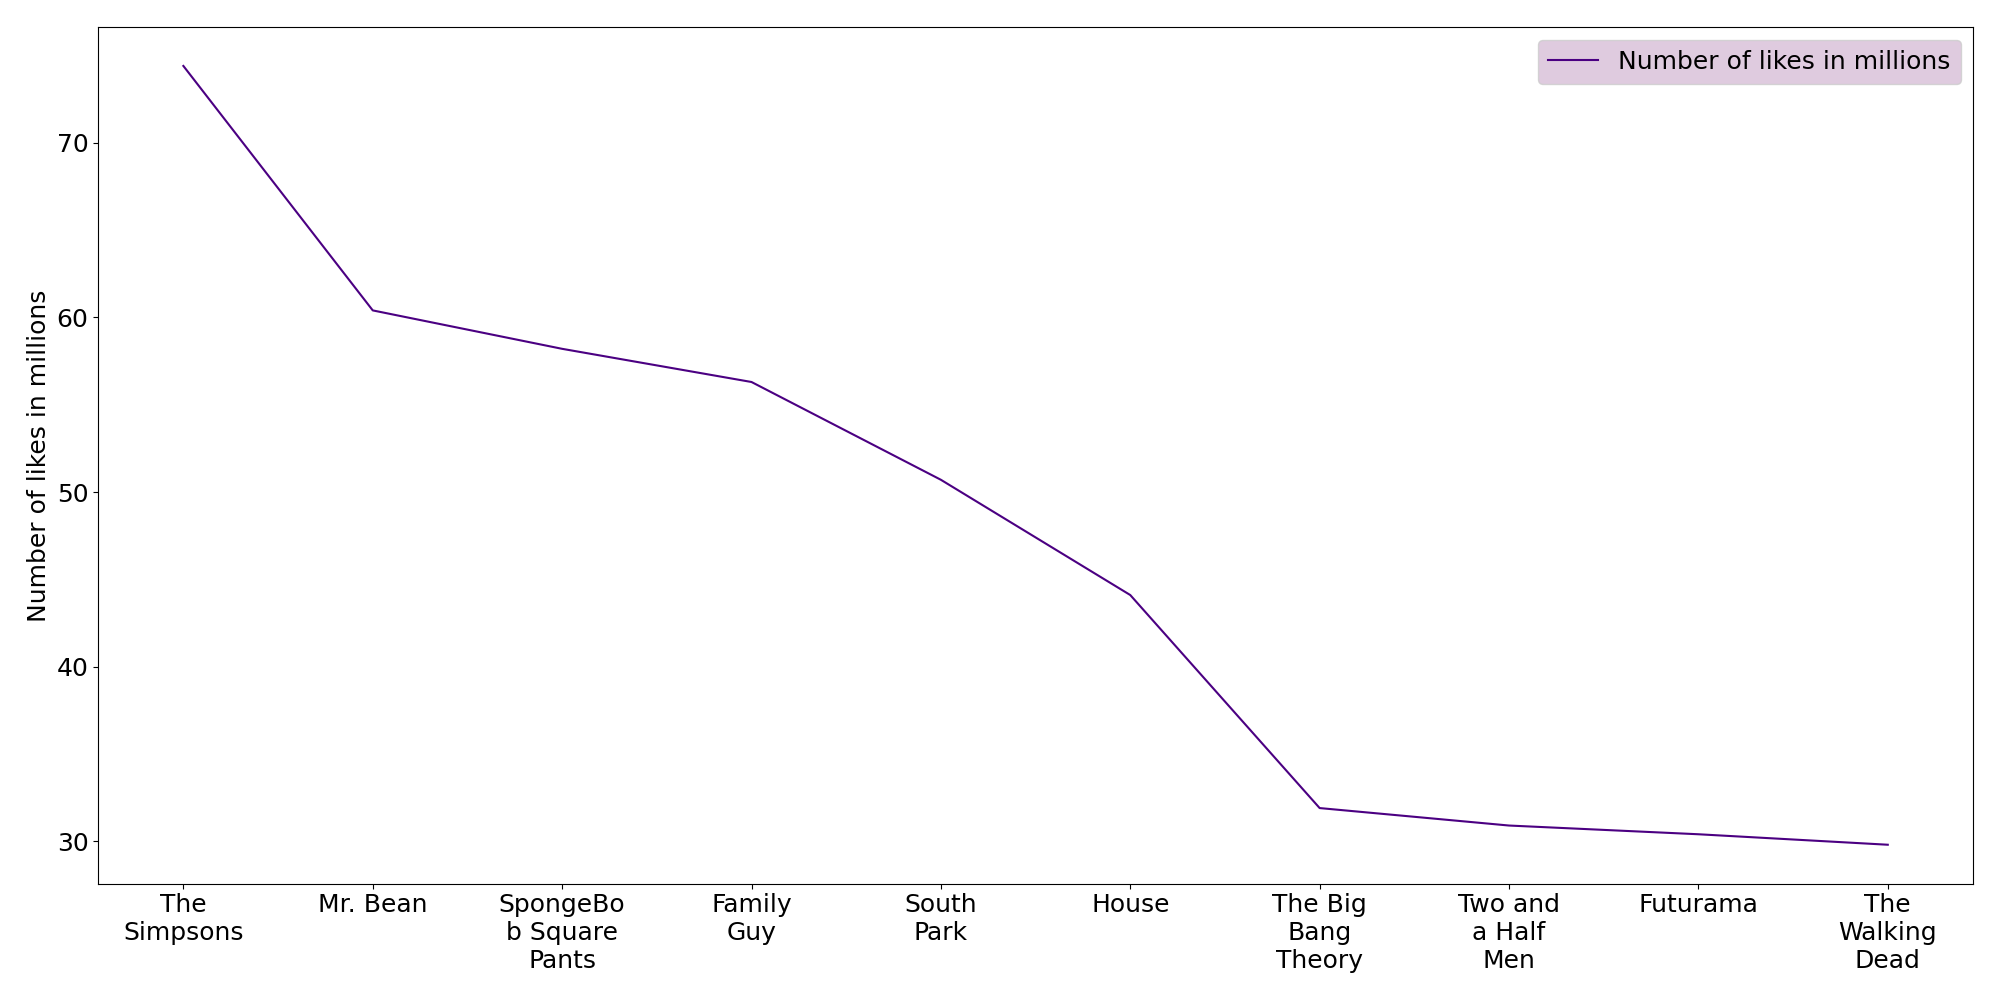 Number of likes in millions
Number of likes in millions
70
60
50
40
30
The
Simpsons
Mr. Bean
SpongeBo
b Square
Pants
Family
Guy
South
Park
House
The Big
Bang
Theory
Two and
a Half
Men
Futurama
The
Walking
Dead